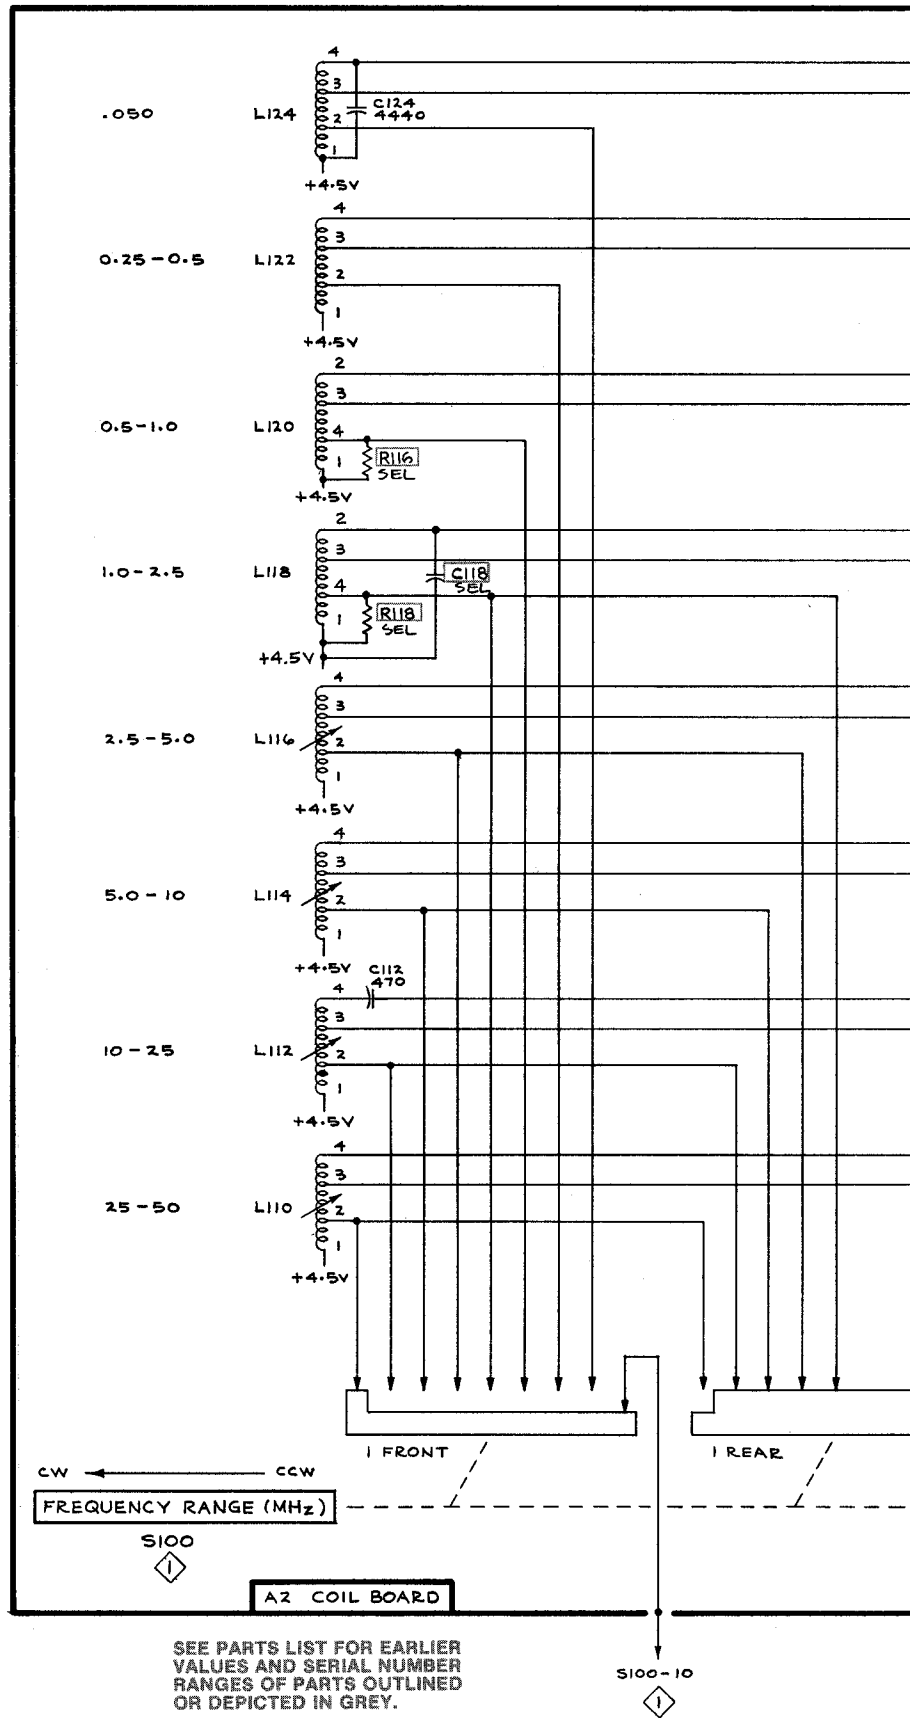 4
3
.050 L124 2 C124
4440
1
+4.5V
4
3
0.25-0.5 L122
2
1
+4.5V
2
3
0.5-1.0 L120 4
1 R116
SEL
+4.5V
2
3
1.0-2.5 L118 C118
SEL
4
1 R118
SEL
+4.5V
4
3
2.5-5.0 L116 2
1
+4.5V
4
3
5.0-10 L114 2
1
+4.5V C112
470
4
3
10-25 L112 2
1
+4.5V
4
3
25-50 L110 2
1
+4.5V
1 FRONT 1 REAR
CW CCW
FREQUENCY RANGE (MHz)
S100
1
A2 COIL BOARD
SEE PARTS LIST FOR EARLIER
VALUES AND SERIAL NUMBER
RANGES OF PARTS OUTLINED
OR DEPICTED IN GREY.
S100-10
1